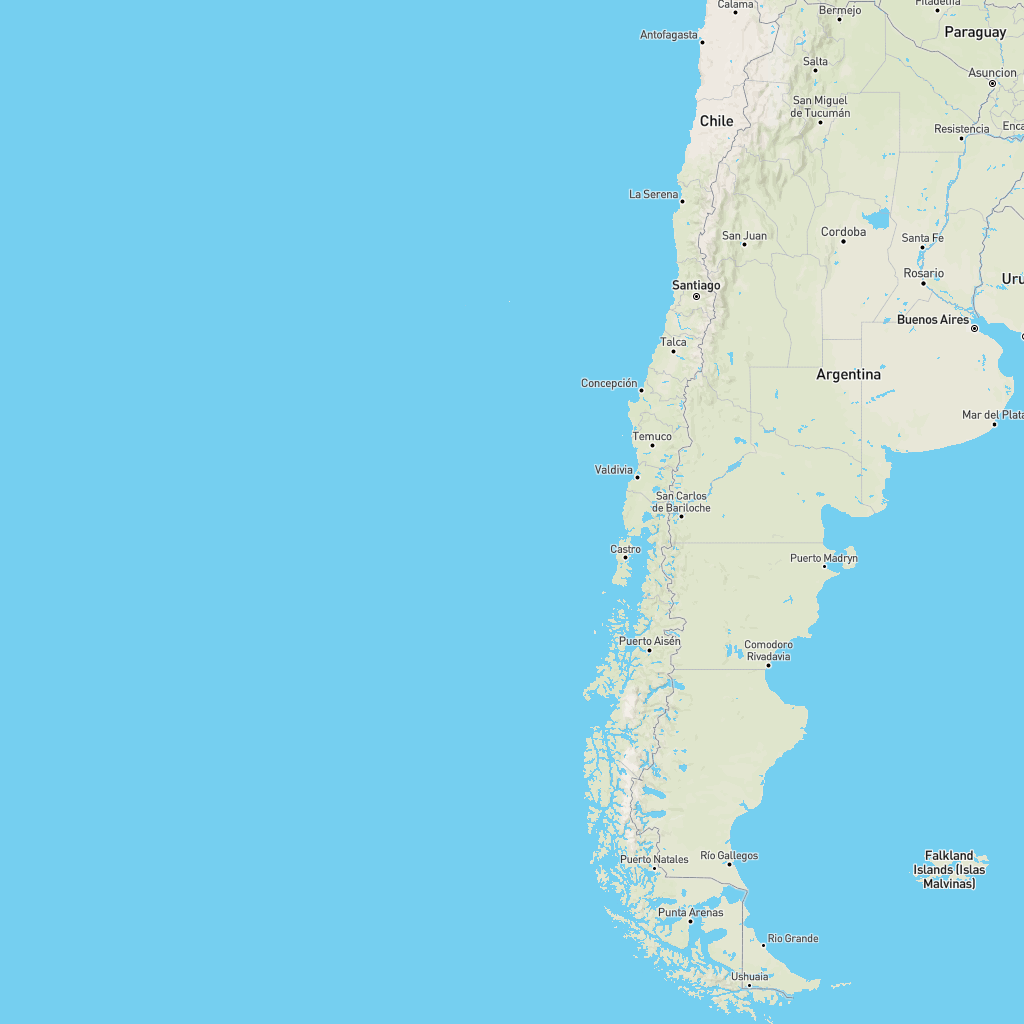 Calama
Bermejo
Filadelfia
Antofagasta
Paraguay
Salta
Asuncion
San Miguel
de Tucumán
Chile
Resistencia
Enca
La Serena
San Juan
Cordoba
Santa Fe
Rosario
Uru
Santiago
Buenos Aires
Talca
Argentina
Concepción
Mar del Plata
Temuco
Valdivia
San Carlos
de Bariloche
Castro
Puerto Madryn
Puerto Aisén
Comodoro
Rivadavia
Río Gallegos
Puerto Natales
Falkland
Islands (Islas
Malvinas)
Punta Arenas
Rio Grande
Ushuaia